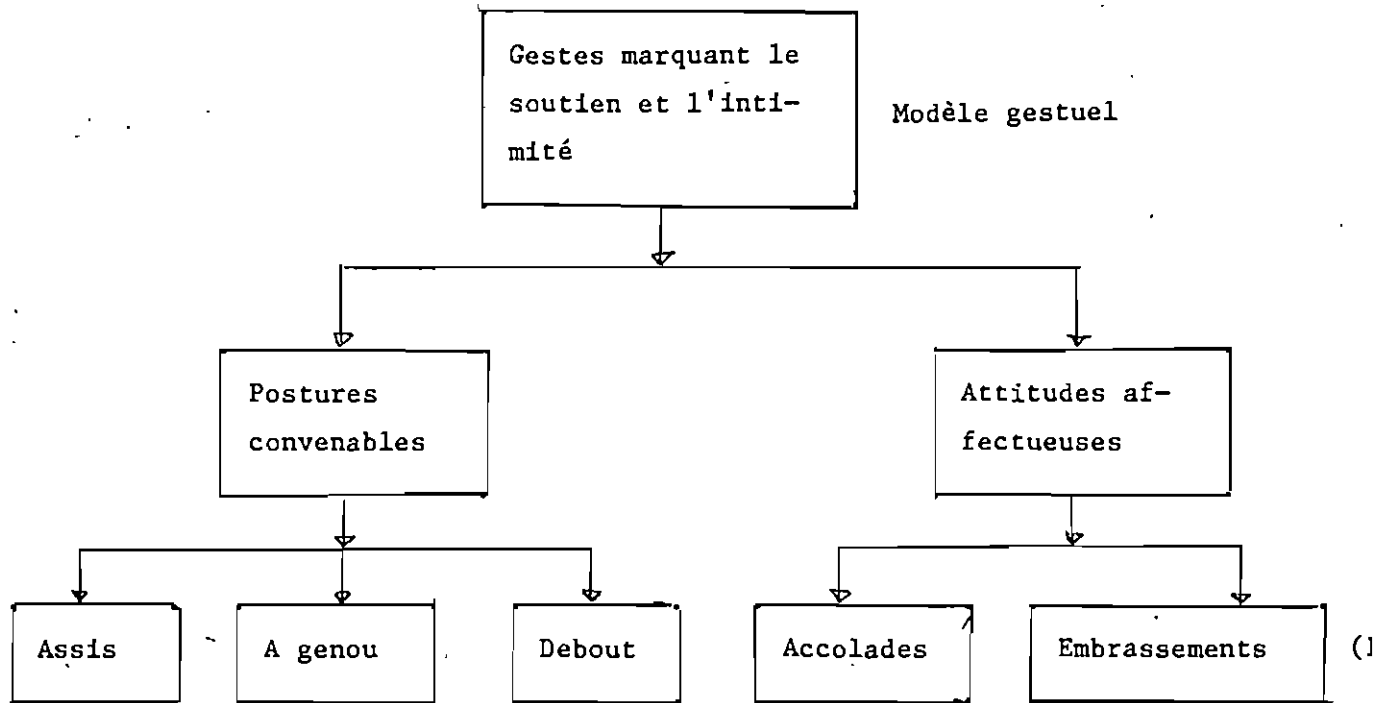 Gestes marquant le
soutien et l'inti-
mité
Modèle gestuel
Postures
convenables
Attitudes af-
fectueuses
Assis
A genou
Debout
Accolades
Embrassements